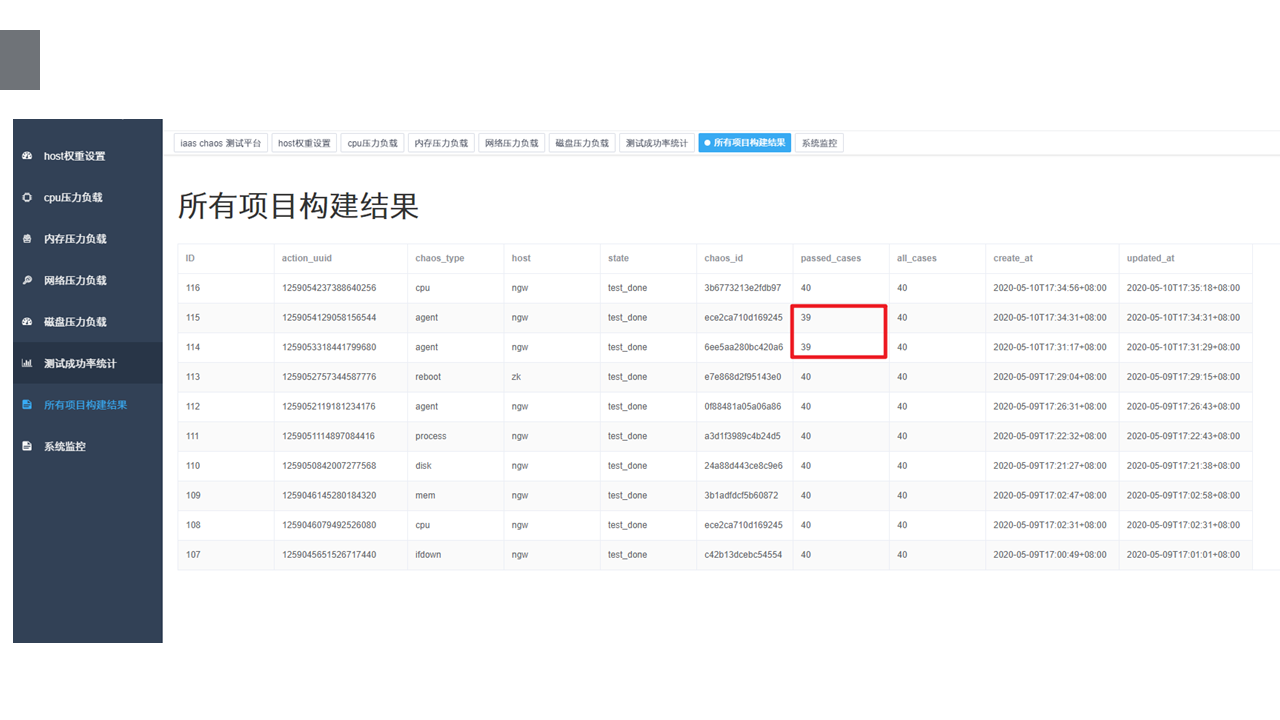 iaas chaos 测试平台 host权重设置 cpu压力负载 内存压力负载 网络压力负载 磁盘压力负载 测试成功率统计 所有项目构建结果 系统监控
host权重设置
cpu压力负载
内存压力负载
网络压力负载
磁盘压力负载
测试成功率统计
所有项目构建结果
系统监控
所有项目构建结果
ID action_uuid chaos_type host state chaos_id passed_cases all_cases create_at updated_at
116 1259054237388640256 cpu ngw test_done 3b6773213e2fdb97 40 40 2020-05-10T17:34:56+08:00 2020-05-10T17:35:18+08:00
115 1259054129058156544 agent ngw test_done ece2ca710d169245 39 40 2020-05-10T17:34:31+08:00 2020-05-10T17:34:31+08:00
114 1259053318441799680 agent ngw test_done 6ee5aa280bc420a6 39 40 2020-05-10T17:31:17+08:00 2020-05-10T17:31:29+08:00
113 1259052757344587776 reboot zk test_done e7e868d2f95143e0 40 40 2020-05-09T17:29:04+08:00 2020-05-09T17:29:15+08:00
112 1259052119181234176 agent ngw test_done 0f88481a05a06a86 40 40 2020-05-09T17:26:31+08:00 2020-05-09T17:26:43+08:00
111 1259051114897084416 process ngw test_done a3d1f3989c4b24d5 40 40 2020-05-09T17:22:32+08:00 2020-05-09T17:22:43+08:00
110 1259050842007277568 disk ngw test_done 24a88d443ce8c9e6 40 40 2020-05-09T17:21:27+08:00 2020-05-09T17:21:38+08:00
109 1259046145280184320 mem ngw test_done 3b1adfdcf5b60872 40 40 2020-05-09T17:02:47+08:00 2020-05-09T17:02:58+08:00
108 1259046079492526080 cpu ngw test_done ece2ca710d169245 40 40 2020-05-09T17:02:31+08:00 2020-05-09T17:02:31+08:00
107 1259045651526717440 ifdown ngw test_done c42b13dcebc54554 40 40 2020-05-09T17:00:49+08:00 2020-05-09T17:01:01+08:00